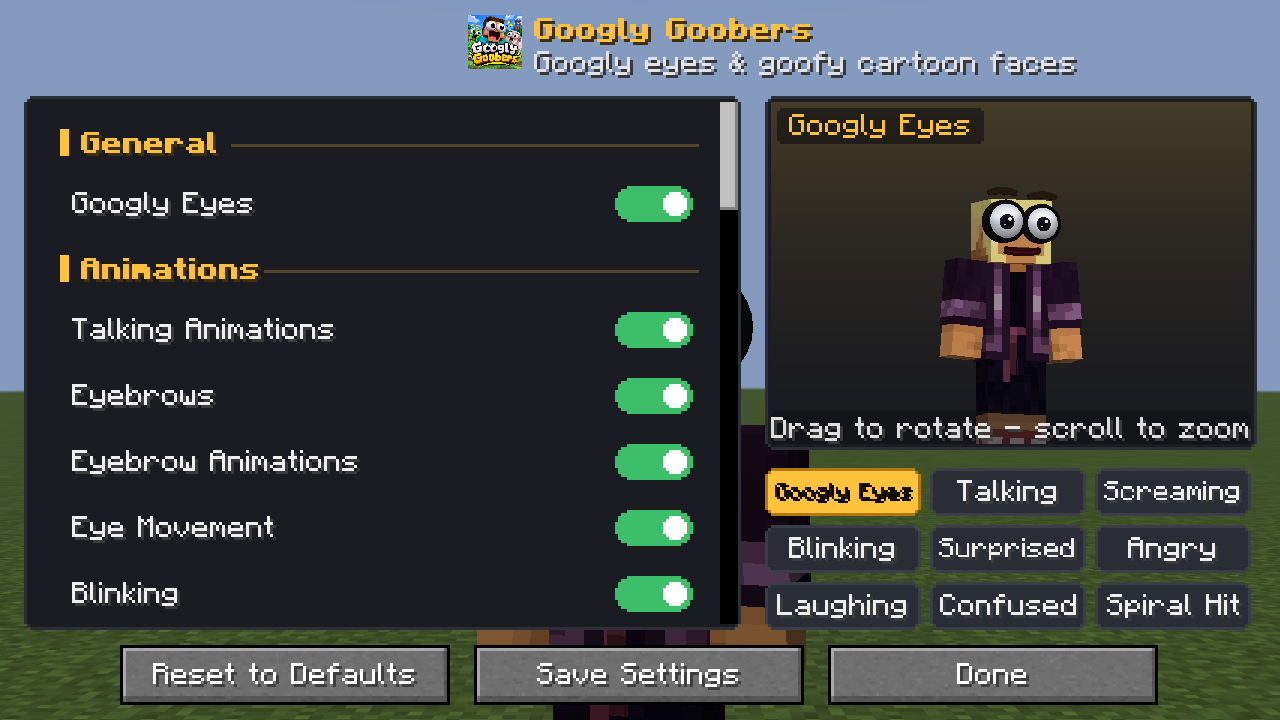 Googly Goobers
Googly Goobers
Googly eyes & goofy cartoon faces
General
Googly Eyes
Animations
Talking Animations
Eyebrows
Eyebrow Animations
Eye Movement
Blinking
Googly Eyes
Drag to rotate - scroll to zoom
Googly Eyes
Talking
Screaming
Blinking
Surprised
Angry
Laughing
Confused
Spiral Hit
Reset to Defaults
Save Settings
Done